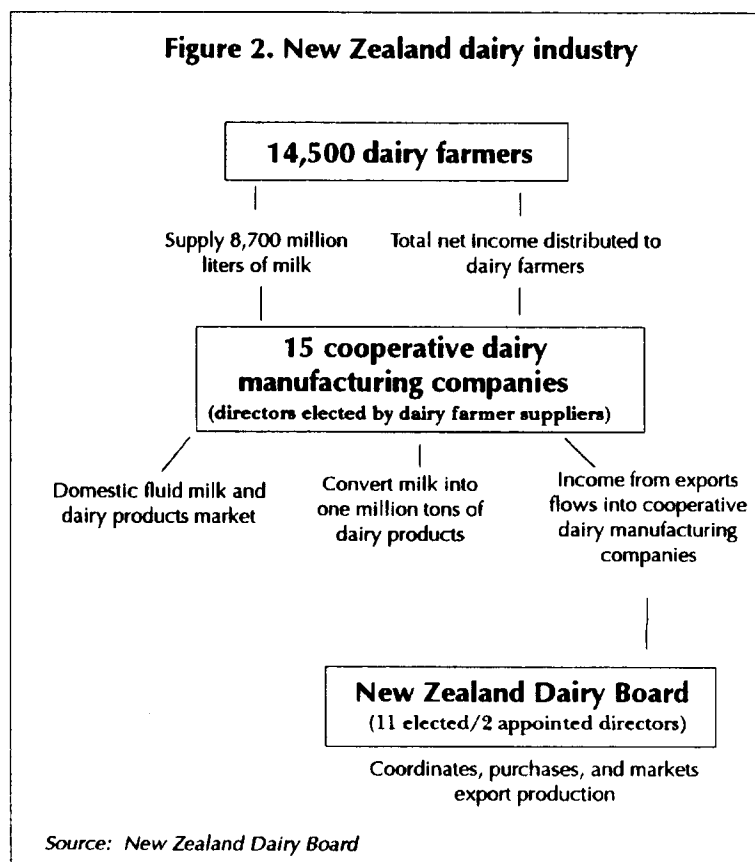 Figure 2. New Zealand dairy industry
14,500 dairy farmers
Supply 8,700 million
liters of milk
Total net income distributed to
dairy farmers
15 cooperative dairy
manufacturing companies
(directors elected by dairy farmer suppliers)
Domestic fluid milk and
dairy products market
Convert milk into
one million tons of
dairy products
Income from exports
flows into cooperative
dairy manufacturing
companies
New Zealand Dairy Board
(11 elected/2 appointed directors)
Coordinates, purchases, and markets
export production
Source: New Zealand Dairy Board